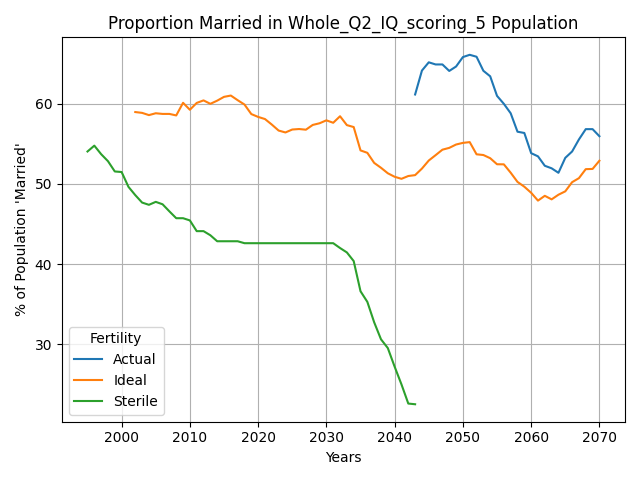 Proportion Married in Whole_Q2_IQ_scoring_5 Population
% of Population 'Married'
60
50
40
30
Fertility
Actual
Ideal
Sterile
2000 2010 2020 2030 2040 2050 2060 2070
Years